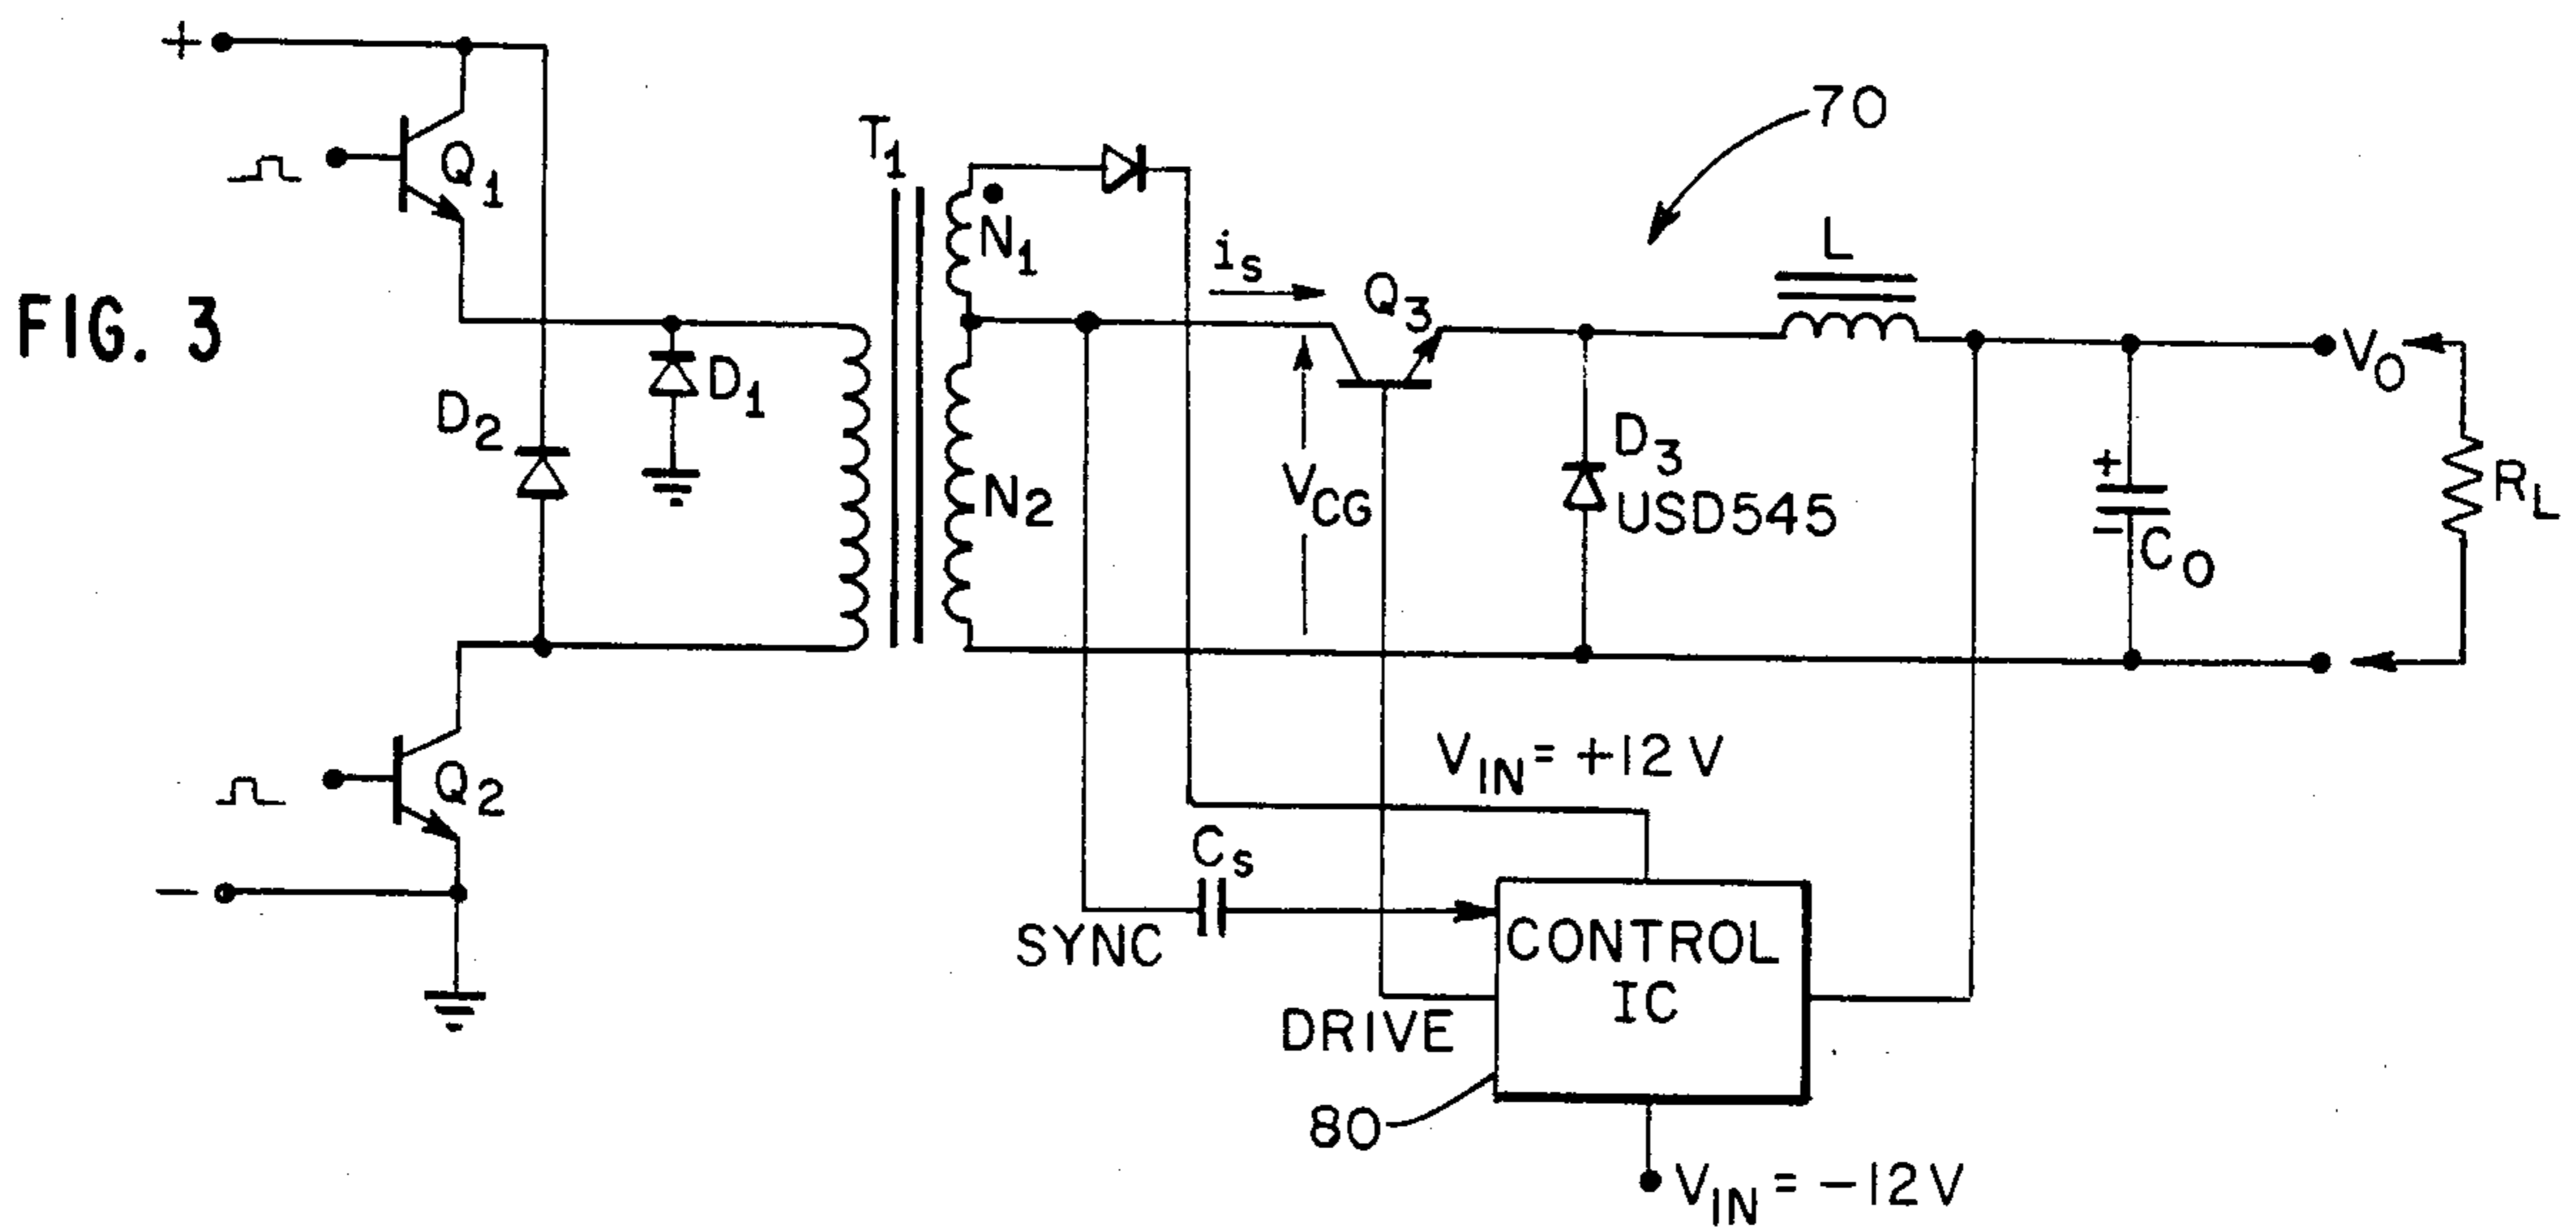 FIG. 3
+
Q1
D2
D1
Q2
−
T1
N1
N2
is
Q3
VCG
70
L
D3
USD545
VO
+
−
CO
RL
VIN = +12 V
Cs
SYNC
CONTROL
IC
DRIVE
80
VIN = −12V